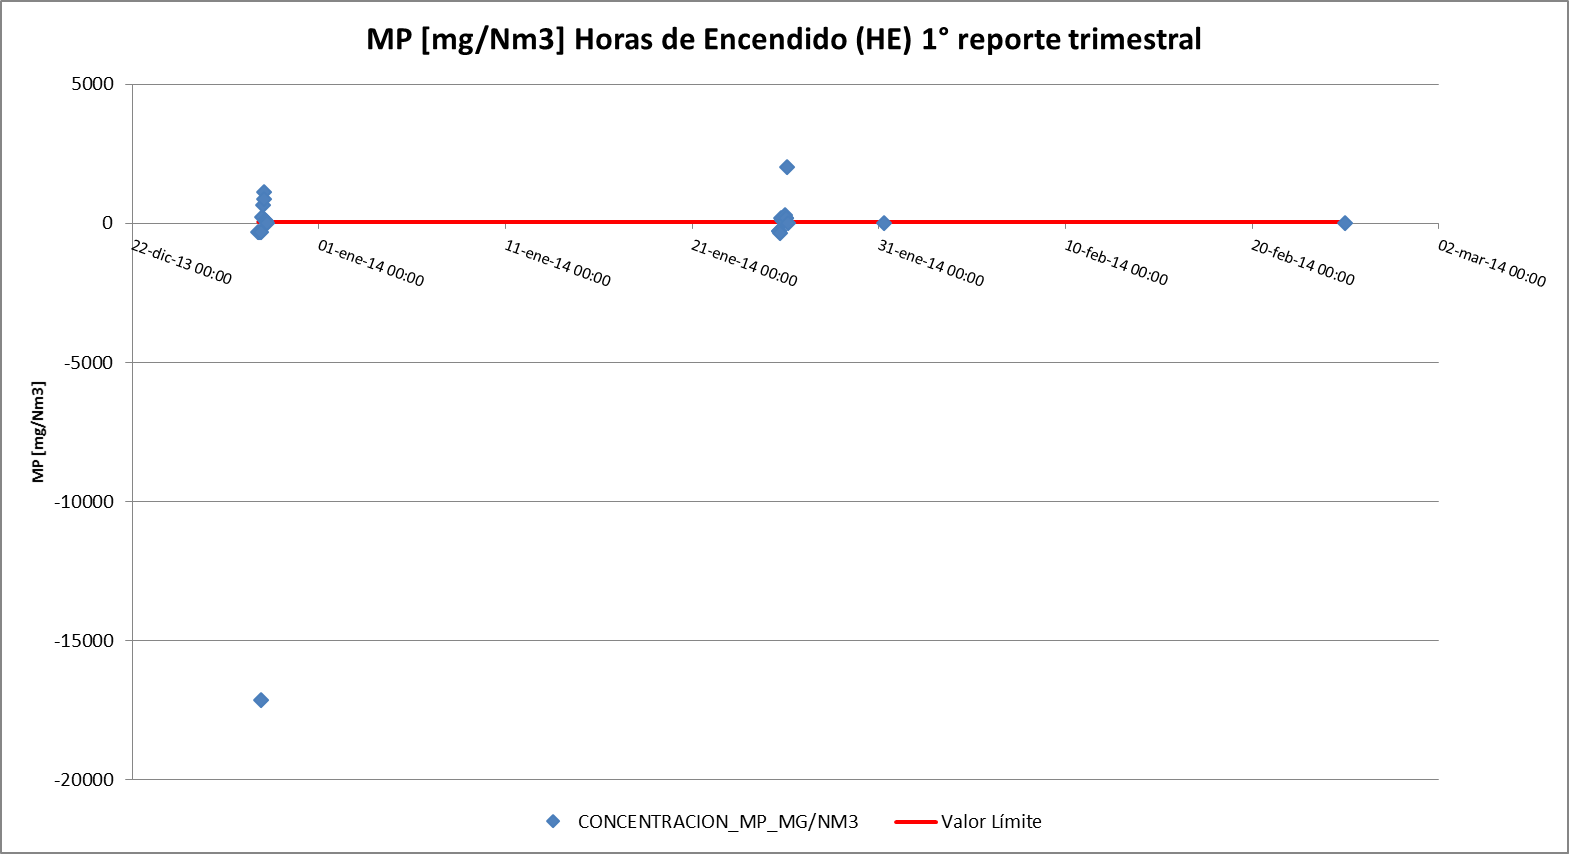 MP [mg/Nm3] Horas de Encendido (HE) 1° reporte trimestral
5000
0
-5000
-10000
-15000
-20000
MP [mg/Nm3]
22-dic-13 00:00
01-ene-14 00:00
11-ene-14 00:00
21-ene-14 00:00
31-ene-14 00:00
10-feb-14 00:00
20-feb-14 00:00
02-mar-14 00:00
CONCENTRACION_MP_MG/NM3
Valor Límite